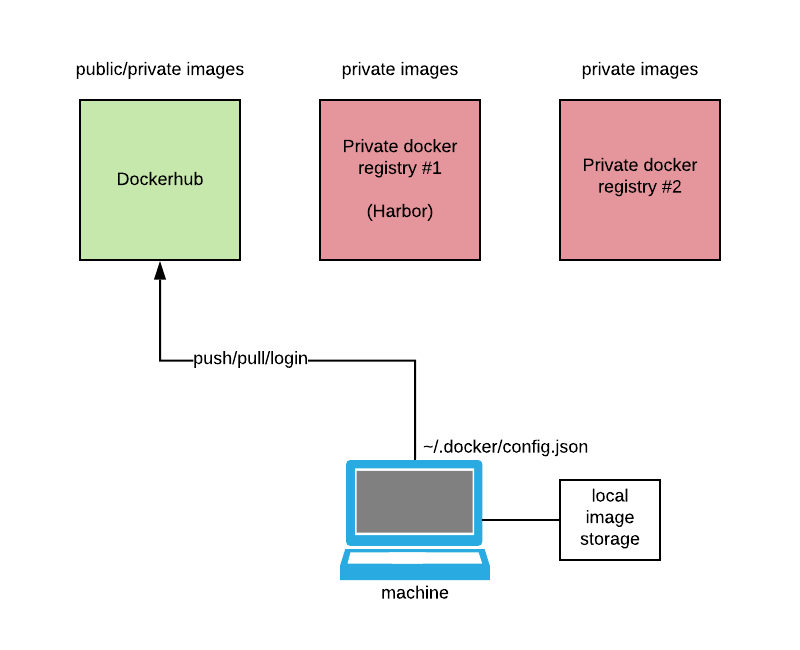 public/private images
private images
private images
Dockerhub
Private docker
registry #1
(Harbor)
Private docker
registry #2
push/pull/login
~/.docker/config.json
local
image
storage
machine